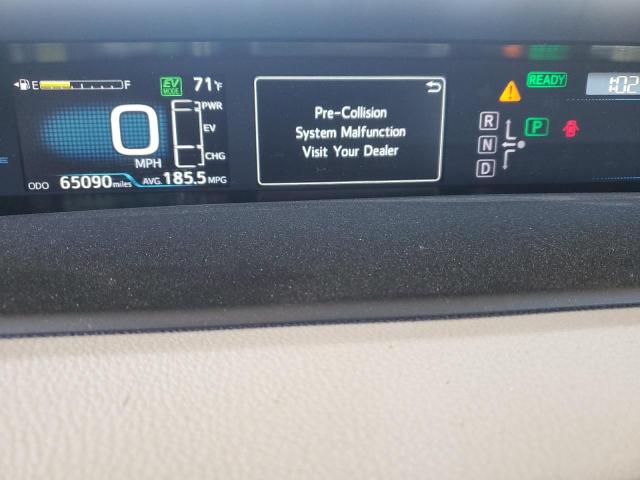 E F
EV
MODE
71°F
0
MPH
PWR
EV
CHG
ODO 65090 miles
AVG. 185.5 MPG
Pre-Collision
System Malfunction
Visit Your Dealer
!
READY
R
N
D
P